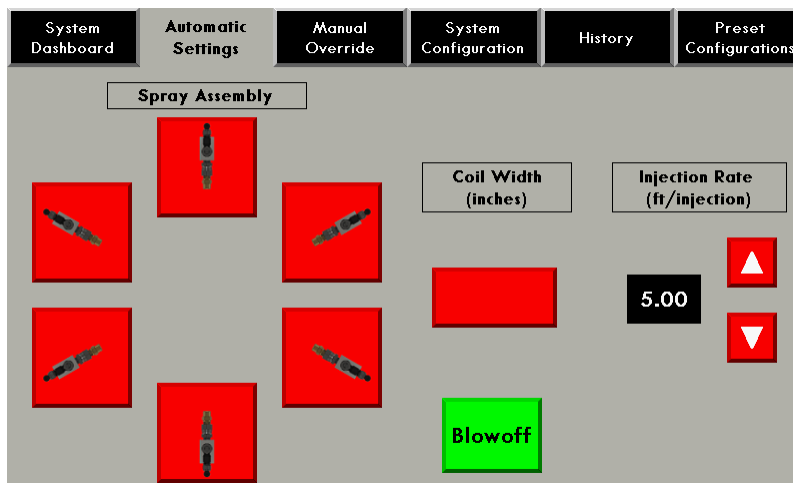 System
Dashboard
Automatic
Settings
Manual
Override
System
Configuration
History
Preset
Configurations
Spray Assembly
Coil Width
(inches)
Injection Rate
(ft/injection)
5.00
Blowoff